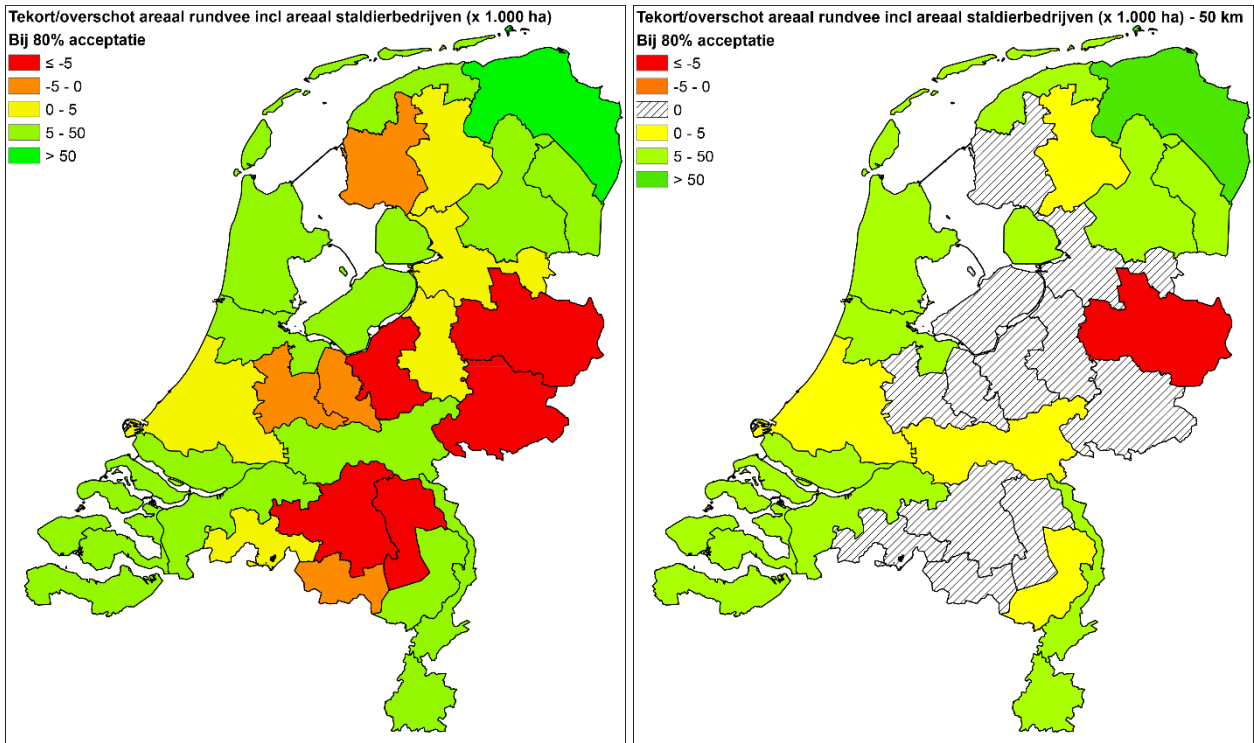 Tekort/overschot areaal rundvee incl areaal staldierbedrijven (x 1.000 ha)
Bij 80% acceptatie
≤ -5
-5 - 0
0 - 5
5 - 50
> 50
Tekort/overschot areaal rundvee incl areaal staldierbedrijven (x 1.000 ha) - 50 km
Bij 80% acceptatie
≤ -5
-5 - 0
0
0 - 5
5 - 50
> 50